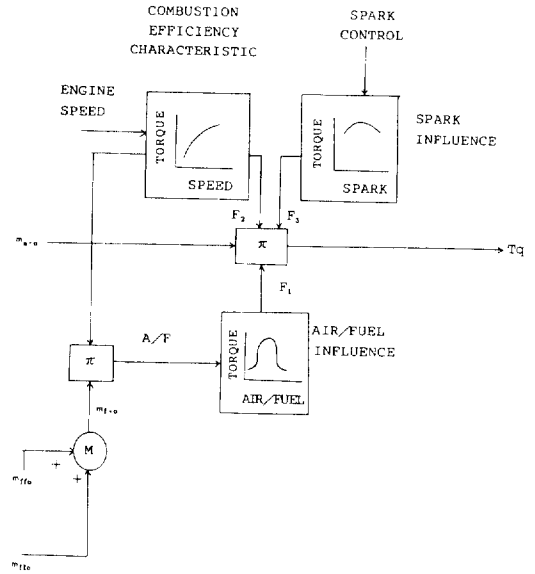 COMBUSTION
EFFICIENCY
CHARACTERISTIC
SPARK
CONTROL
ENGINE
SPEED
TORQUE
SPEED
TORQUE
SPARK
SPARK
INFLUENCE
F2
F3
π
Tq
F1
A/F
π
TORQUE
AIR/FUEL
AIR/FUEL
INFLUENCE
M
+
+
mffo